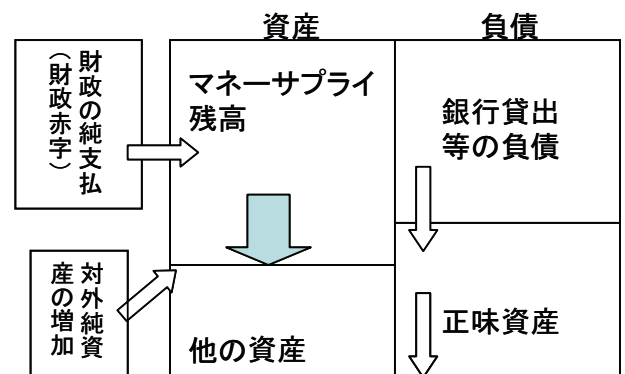 資産
負債
財政の純支払
（財政赤字）
マネーサプライ
残高
銀行貸出
等の負債
対外純資
産の増加
他の資産
正味資産